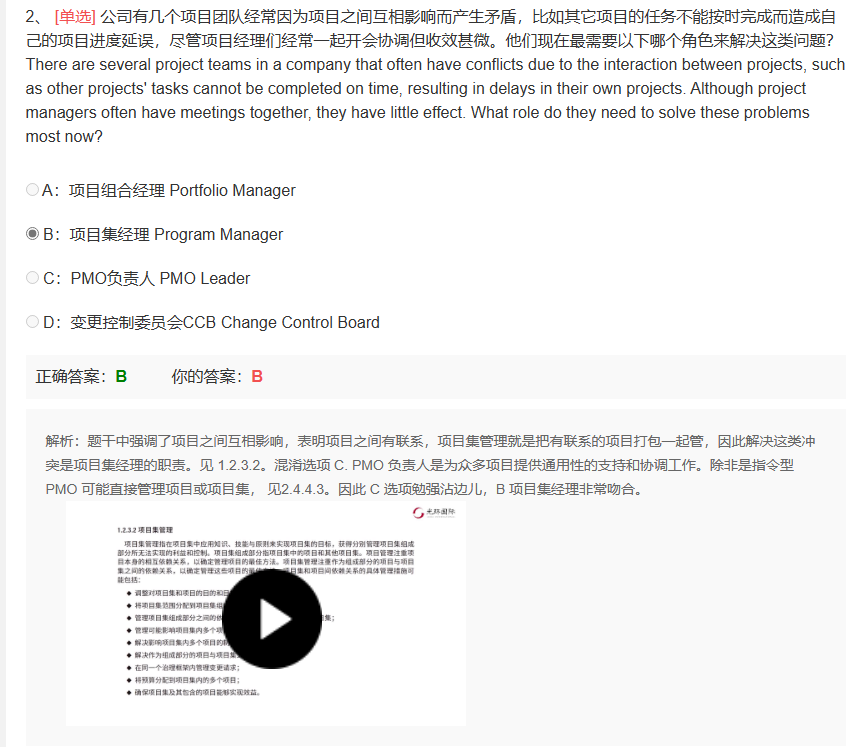 2、 [单选] 公司有几个项目团队经常因为项目之间互相影响而产生矛盾，比如其它项目的任务不能按时完成而造成自
己的项目进度延误，尽管项目经理们经常一起开会协调但收效甚微。他们现在最需要以下哪个角色来解决这类问题？
There are several project teams in a company that often have conflicts due to the interaction between projects, such
as other projects' tasks cannot be completed on time, resulting in delays in their own projects. Although project
managers often have meetings together, they have little effect. What role do they need to solve these problems
most now?
A： 项目组合经理 Portfolio Manager
B： 项目集经理 Program Manager
C： PMO负责人 PMO Leader
D： 变更控制委员会CCB Change Control Board
正确答案：B 你的答案：B
解析：题干中强调了项目之间互相影响，表明项目之间有联系，项目集管理就是把有联系的项目打包一起管，因此解决这类冲
突是项目集经理的职责。见 1.2.3.2。混淆选项 C. PMO 负责人是为众多项目提供通用性的支持和协调工作。除非是指令型
PMO 可能直接管理项目或项目集， 见2.4.4.3。因此 C 选项勉强沾边儿，B 项目集经理非常吻合。
光环国际
1.2.3.2 项目集管理
项目集管理指在项目集中应用知识、技能与原则来实现项目集的目标，获得分别管理项目集组成
部分所无法实现的利益和控制。项目集组成部分指项目集中的项目和其他项目集。项目管理注重项
目本身的相互依赖关系，以确定管理项目的最佳方法。项目集管理注重作为组成部分的项目与项目
集之间的依赖关系，以确定管理这些项目的最 项目集和项目间依赖关系的具体管理措施可
能包括：
◆ 调整对项目集和项目的目的和目
◆ 将项目集范围分配到项目集组
◆ 管理项目集组成部分之间的依 集；
◆ 管理可能影响项目集内多个项
◆ 解决影响项目集内多个项目的
◆ 解决作为组成部分的项目与项目集
◆ 在同一个治理框架内管理变更请求；
◆ 将预算分配到项目集内的多个项目；
◆ 确保项目集及其包含的项目能够实现效益。